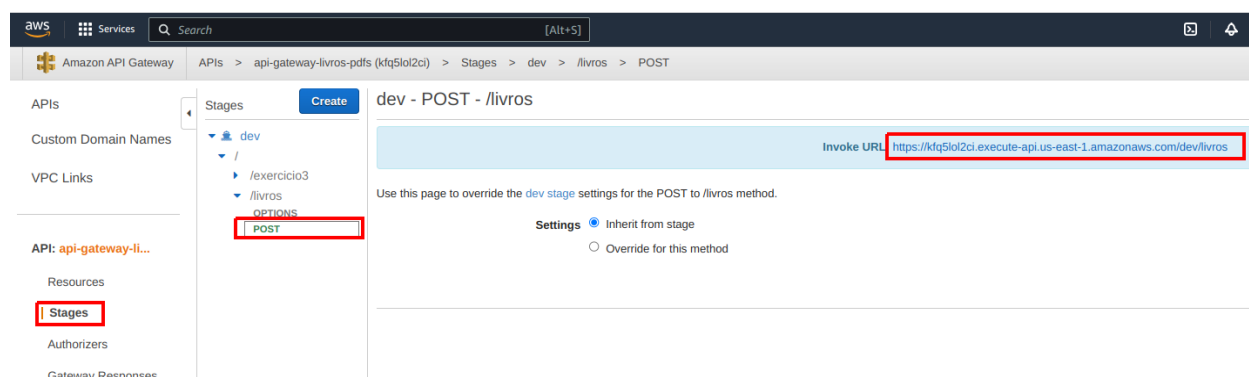 aws Services Search [Alt+S]
Amazon API Gateway APIs > api-gateway-livros-pdfs (kfq5lol2ci) > Stages > dev > /livros > POST
APIs
Custom Domain Names
VPC Links
API: api-gateway-li...
Resources
Stages
Authorizers
Gateway Responses
Stages Create
dev
/
/exercicio3
/livros
OPTIONS
POST
dev - POST - /livros
Invoke URL https://kfq5lol2ci.execute-api.us-east-1.amazonaws.com/dev/livros
Use this page to override the dev stage settings for the POST to /livros method.
Settings Inherit from stage
Override for this method